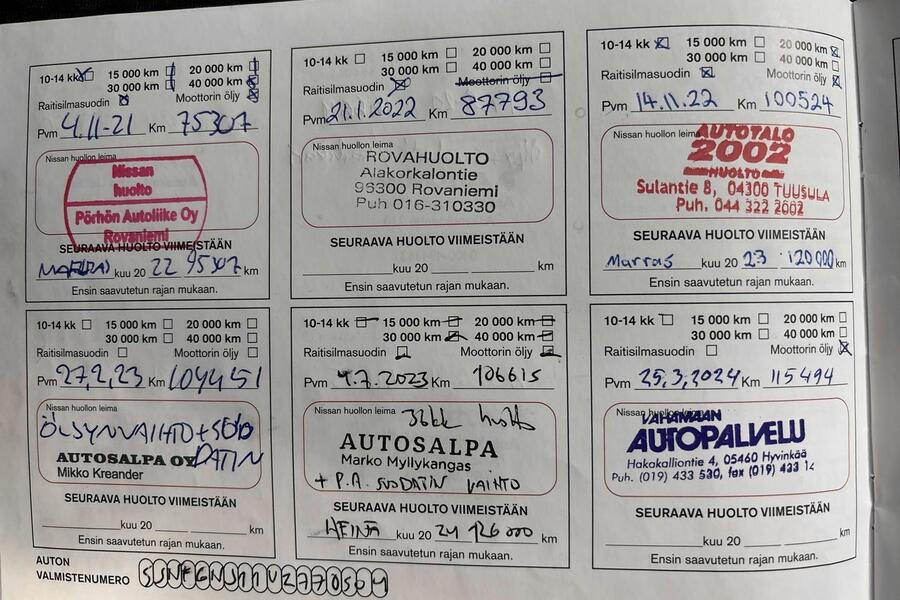 10-14 kk 15 000 km 20 000 km
30 000 km 40 000 km
Raitisilmasuodin Moottorin öljy
Pvm 4.11-21 Km 75307
Nissan huollon leima
Nissan
huolto
Pörhön Autoliike Oy
Rovaniemi
SEURAAVA HUOLTO VIIMEISTÄÄN
kuu 20 22 95307 km
Ensin saavutetun rajan mukaan.
10-14 kk 15 000 km 20 000 km
30 000 km 40 000 km
Raitisilmasuodin Moottorin öljy
Pvm 21.1.2022 Km 87793
Nissan huollon leima
ROVAHUOLTO
Alakorkalontie
96300 Rovaniemi
Puh 016-310330
SEURAAVA HUOLTO VIIMEISTÄÄN
kuu 20 km
Ensin saavutetun rajan mukaan.
10-14 kk 15 000 km 20 000 km
30 000 km 40 000 km
Raitisilmasuodin Moottorin öljy
Pvm 14.11.22 Km 100524
Nissan huollon leima
AUTOTALO
2002
HUOLTO
Sulantie 8, 04300 TUUSULA
Puh. 044 322 2002
SEURAAVA HUOLTO VIIMEISTÄÄN
Marras kuu 20 23 120 000 km
Ensin saavutetun rajan mukaan.
10-14 kk 15 000 km 20 000 km
30 000 km 40 000 km
Raitisilmasuodin Moottorin öljy
Pvm 27,2,23 Km 104451
Nissan huollon leima
ÖLJYNVAIHTO + SUO
DATIN
AUTOSALPA OY
Mikko Kreander
SEURAAVA HUOLTO VIIMEISTÄÄN
kuu 20 km
Ensin saavutetun rajan mukaan.
10-14 kk 15 000 km 20 000 km
30 000 km 40 000 km
Raitisilmasuodin Moottorin öljy
Pvm 4.7.2023 Km 106615
Nissan huollon leima
AUTOSALPA
Marko Myllykangas
+ P.A. SUODATIN VAIHTO
SEURAAVA HUOLTO VIIMEISTÄÄN
HEINÄ kuu 20 24 126000 km
Ensin saavutetun rajan mukaan.
10-14 kk 15 000 km 20 000 km
30 000 km 40 000 km
Raitisilmasuodin Moottorin öljy
Pvm 25,3,2024 Km 115494
Nissan huollon leima
VAHAMAAN
AUTOPALVELU
Hakakalliontie 4, 05460 Hyvinkää
Puh. (019) 433 530, fax (019) 433 14
SEURAAVA HUOLTO VIIMEISTÄÄN
kuu 20 km
Ensin saavutetun rajan mukaan.
AUTON
VALMISTENUMERO